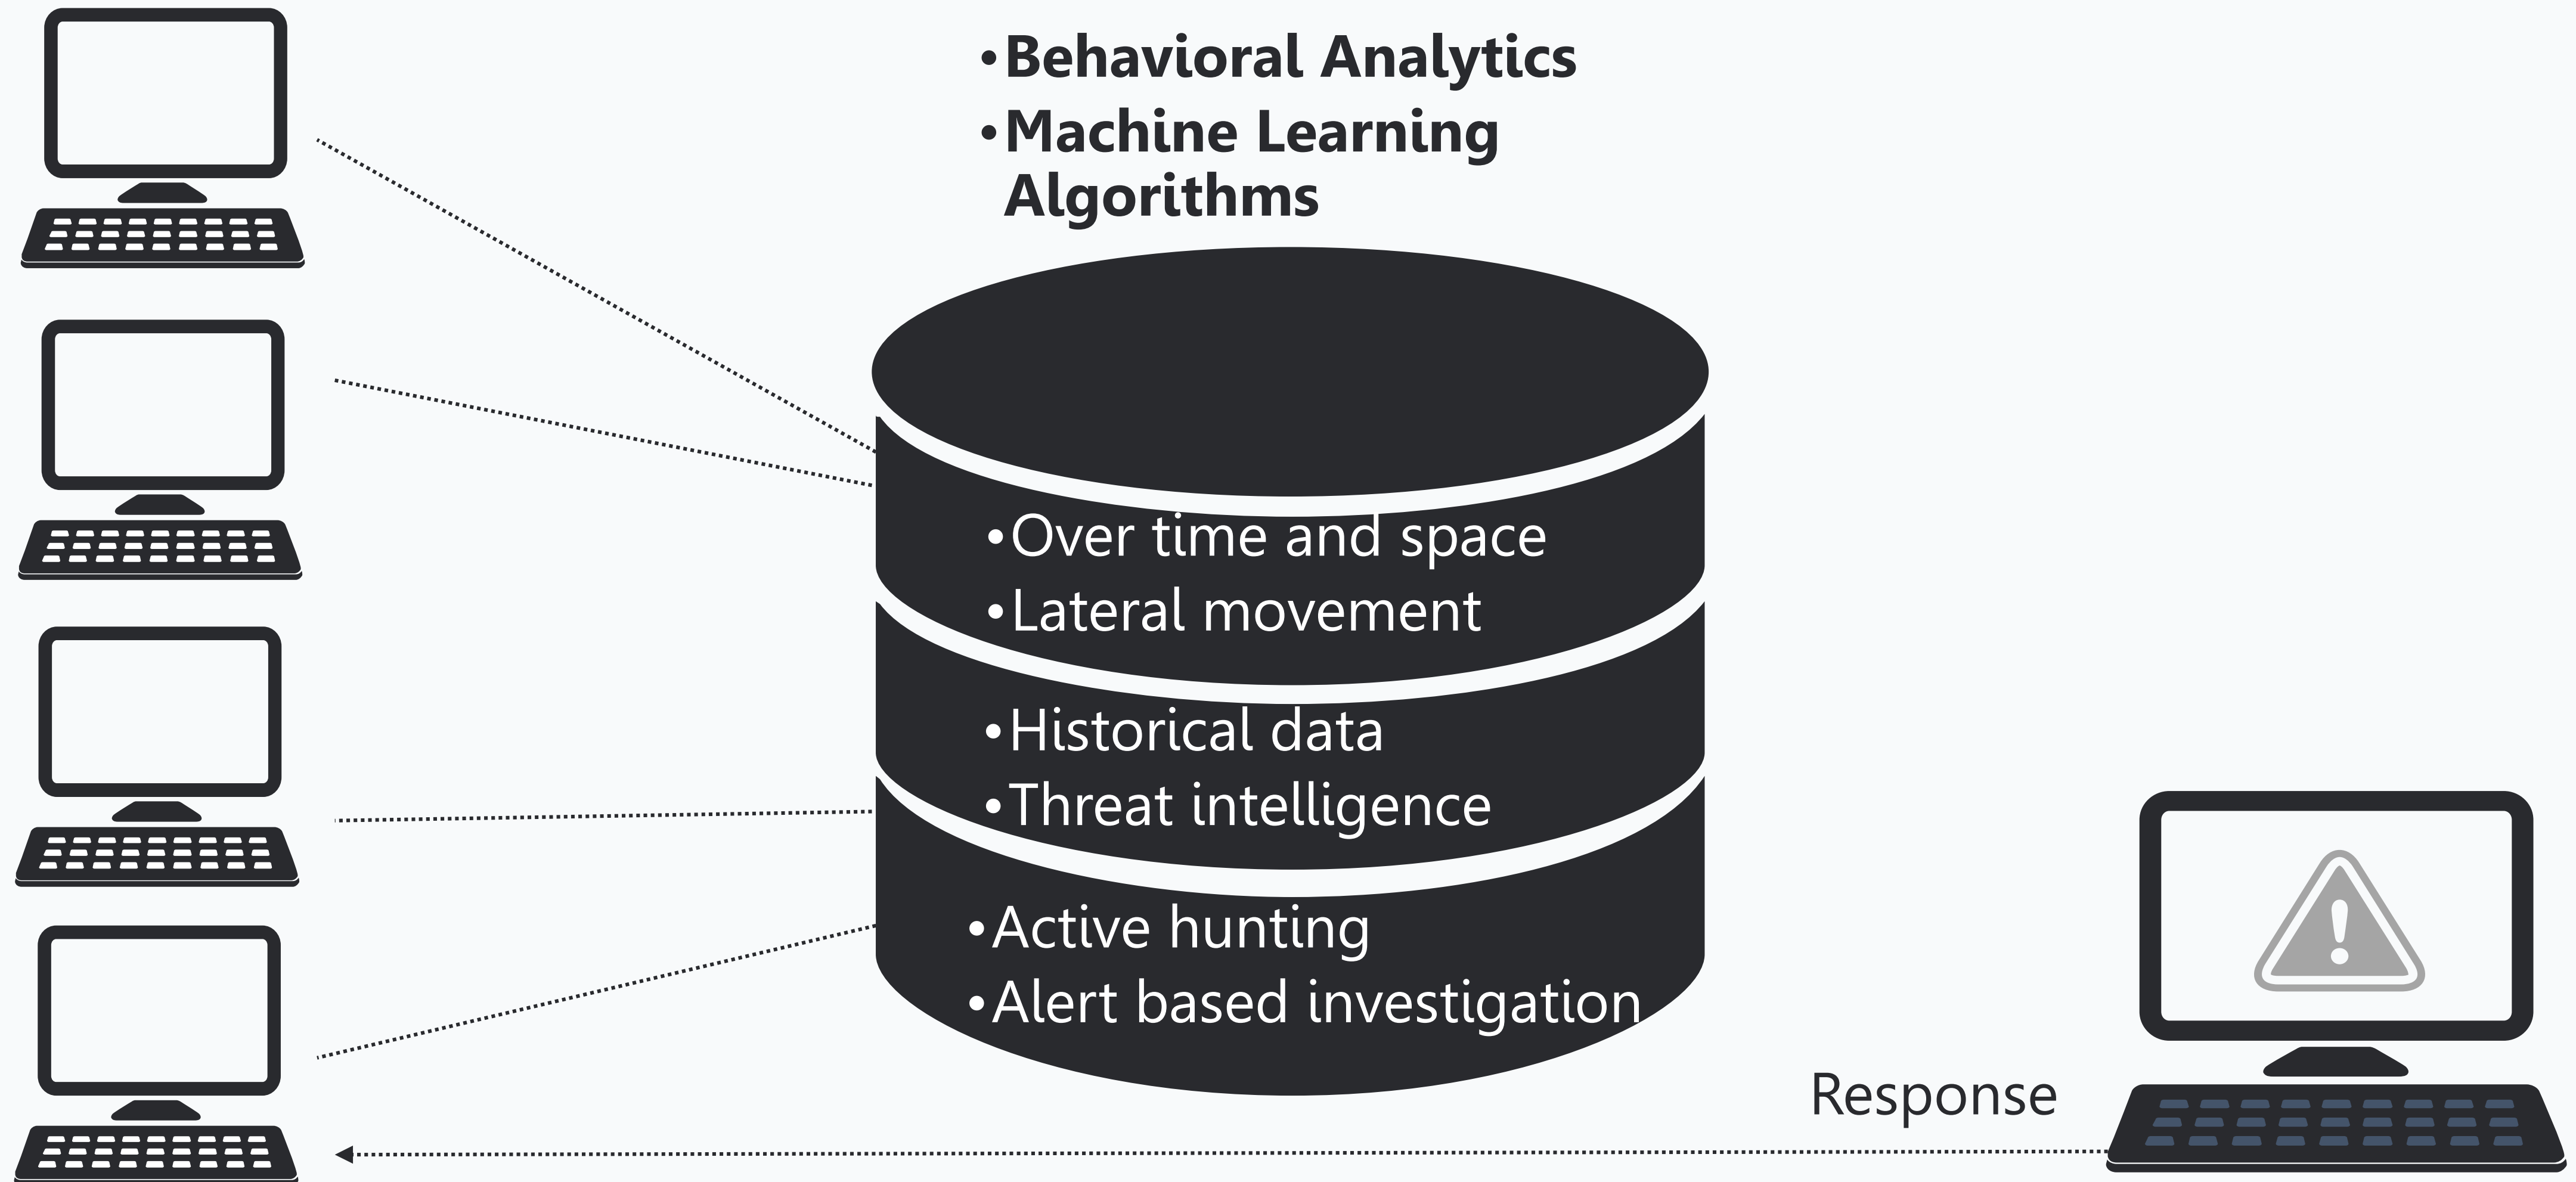 •Behavioral Analytics
•Machine Learning
Algorithms
•Over time and space
•Lateral movement
•Historical data
•Threat intelligence
•Active hunting
•Alert based investigation
Response